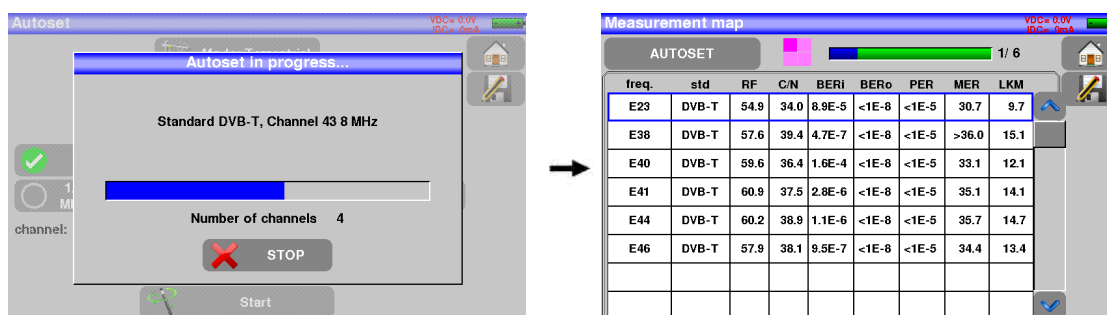 Autoset
VDC= 0.0V
IDC= 0mA
Mode: Terrestrial
Autoset in progress...
Standard DVB-T, Channel 43 8 MHz
Number of channels 4
STOP
channel:
Start
Measurement map
VDC= 0.0V
IDC= 0mA
AUTOSET
1/ 6
freq. std RF C/N BERi BERo PER MER LKM
E23 DVB-T 54.9 34.0 8.9E-5 <1E-8 <1E-5 30.7 9.7
E38 DVB-T 57.6 39.4 4.7E-7 <1E-8 <1E-5 >36.0 15.1
E40 DVB-T 59.6 36.4 1.6E-4 <1E-8 <1E-5 33.1 12.1
E41 DVB-T 60.9 37.5 2.8E-6 <1E-8 <1E-5 35.1 14.1
E44 DVB-T 60.2 38.9 1.1E-6 <1E-8 <1E-5 35.7 14.7
E46 DVB-T 57.9 38.1 9.5E-7 <1E-8 <1E-5 34.4 13.4